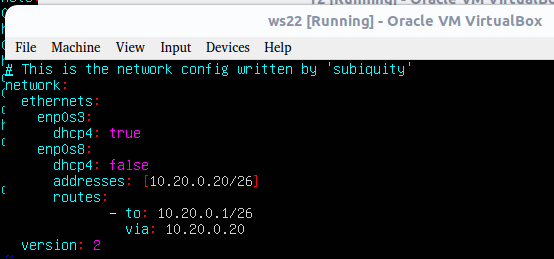 ws22 [Running] - Oracle VM VirtualBox
File Machine View Input Devices Help
# This is the network config written by 'subiquity'
network:
  ethernets:
    enp0s3:
      dhcp4: true
    enp0s8:
      dhcp4: false
      addresses: [10.20.0.20/26]
      routes:
             - to: 10.20.0.1/26
               via: 10.20.0.20
  version: 2